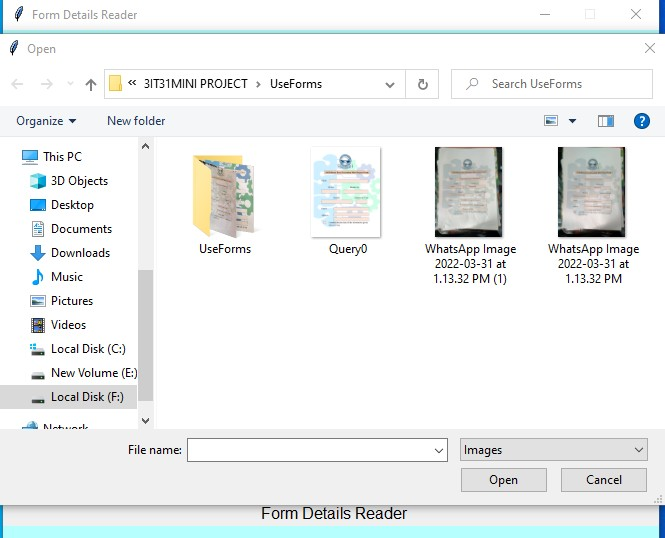 Form Details Reader
Open
« 3IT31MINI PROJECT › UseForms
Search UseForms
Organize
New folder
This PC
3D Objects
Desktop
Documents
Downloads
Music
Pictures
Videos
Local Disk (C:)
New Volume (E:)
Local Disk (F:)
Network
UseForms
Query0
WhatsApp Image
2022-03-31 at
1.13.32 PM (1)
WhatsApp Image
2022-03-31 at
1.13.32 PM
File name:
Images
Open
Cancel
Form Details Reader